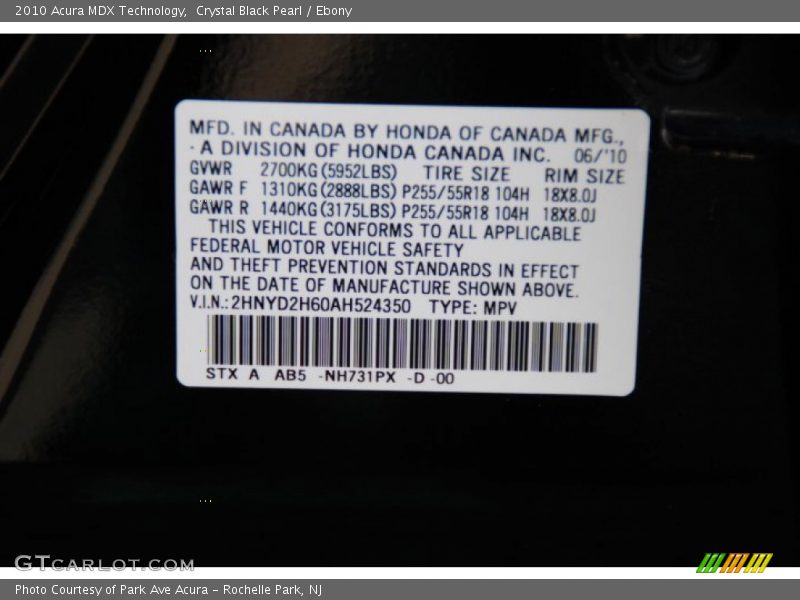 2010 Acura MDX Technology,  Crystal Black Pearl / Ebony
MFD. IN CANADA BY HONDA OF CANADA MFG.,
A DIVISION OF HONDA CANADA INC. 06/'10
GVWR 2700KG(5952LBS) TIRE SIZE RIM SIZE
GAWR F 1310KG(2888LBS) P255/55R18 104H 18X8.0J
GAWR R 1440KG(3175LBS) P255/55R18 104H 18X8.0J
THIS VEHICLE CONFORMS TO ALL APPLICABLE
FEDERAL MOTOR VEHICLE SAFETY
AND THEFT PREVENTION STANDARDS IN EFFECT
ON THE DATE OF MANUFACTURE SHOWN ABOVE.
V.I.N.:2HNYD2H60AH524350 TYPE: MPV
STX A AB5 -NH731PX -D -00
GTCARLOT.COM
Photo Courtesy of Park Ave Acura – Rochelle Park, NJ